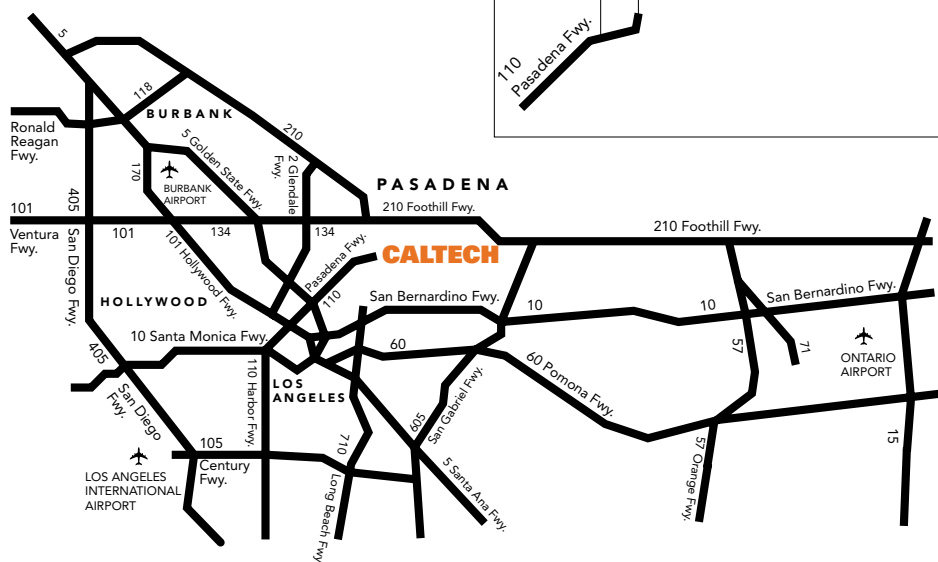 110
Pasadena Fwy.
5
118
BURBANK
Ronald
Reagan
Fwy.
5 Golden State Fwy.
210
2 Glendale
Fwy.
170
BURBANK
AIRPORT
PASADENA
405
101
210 Foothill Fwy.
Ventura
Fwy.
San Diego Fwy.
101
101 Hollywood Fwy.
134
134
210 Foothill Fwy.
Pasadena Fwy.
110
CALTECH
HOLLYWOOD
San Bernardino Fwy.
10
10
San Bernardino Fwy.
10 Santa Monica Fwy.
60
57
71
ONTARIO
AIRPORT
405
San Diego
Fwy.
110 Harbor Fwy.
LOS
ANGELES
60 Pomona Fwy.
605
San Gabriel Fwy.
15
105
Century
Fwy.
710
Long Beach Fwy
5 Santa Ana Fwy.
57 Orange Fwy.
LOS ANGELES
INTERNATIONAL
AIRPORT